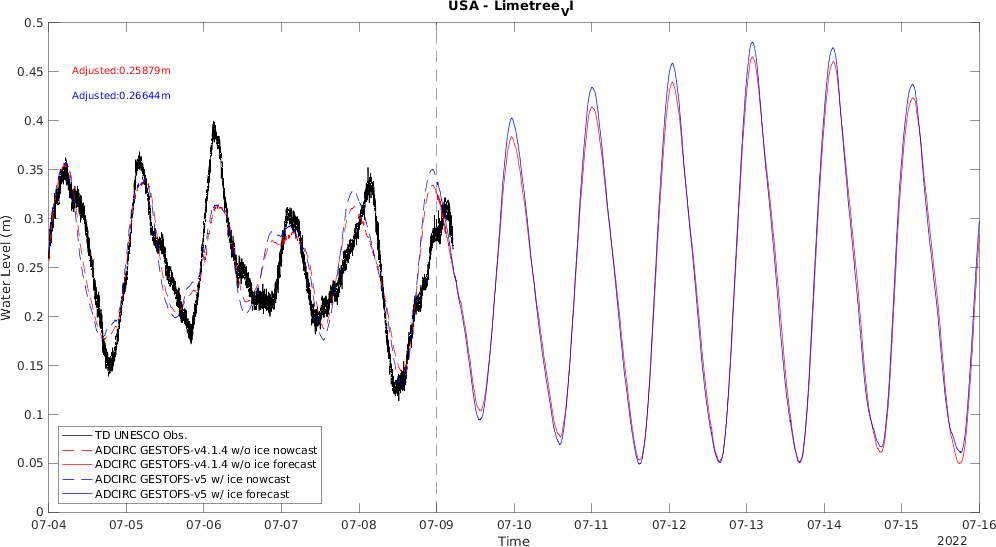 USA - Limetree VI
0.5
0.45
0.4
0.35
0.3
0.25
0.2
0.15
0.1
0.05
0
Water Level (m)
Adjusted:0.25879m
Adjusted:0.26644m
TD UNESCO Obs.
ADCIRC GESTOFS-v4.1.4 w/o ice nowcast
ADCIRC GESTOFS-v4.1.4 w/o ice forecast
ADCIRC GESTOFS-v5 w/ ice nowcast
ADCIRC GESTOFS-v5 w/ ice forecast
07-04 07-05 07-06 07-07 07-08 07-09 07-10 07-11 07-12 07-13 07-14 07-15 07-16
Time
2022